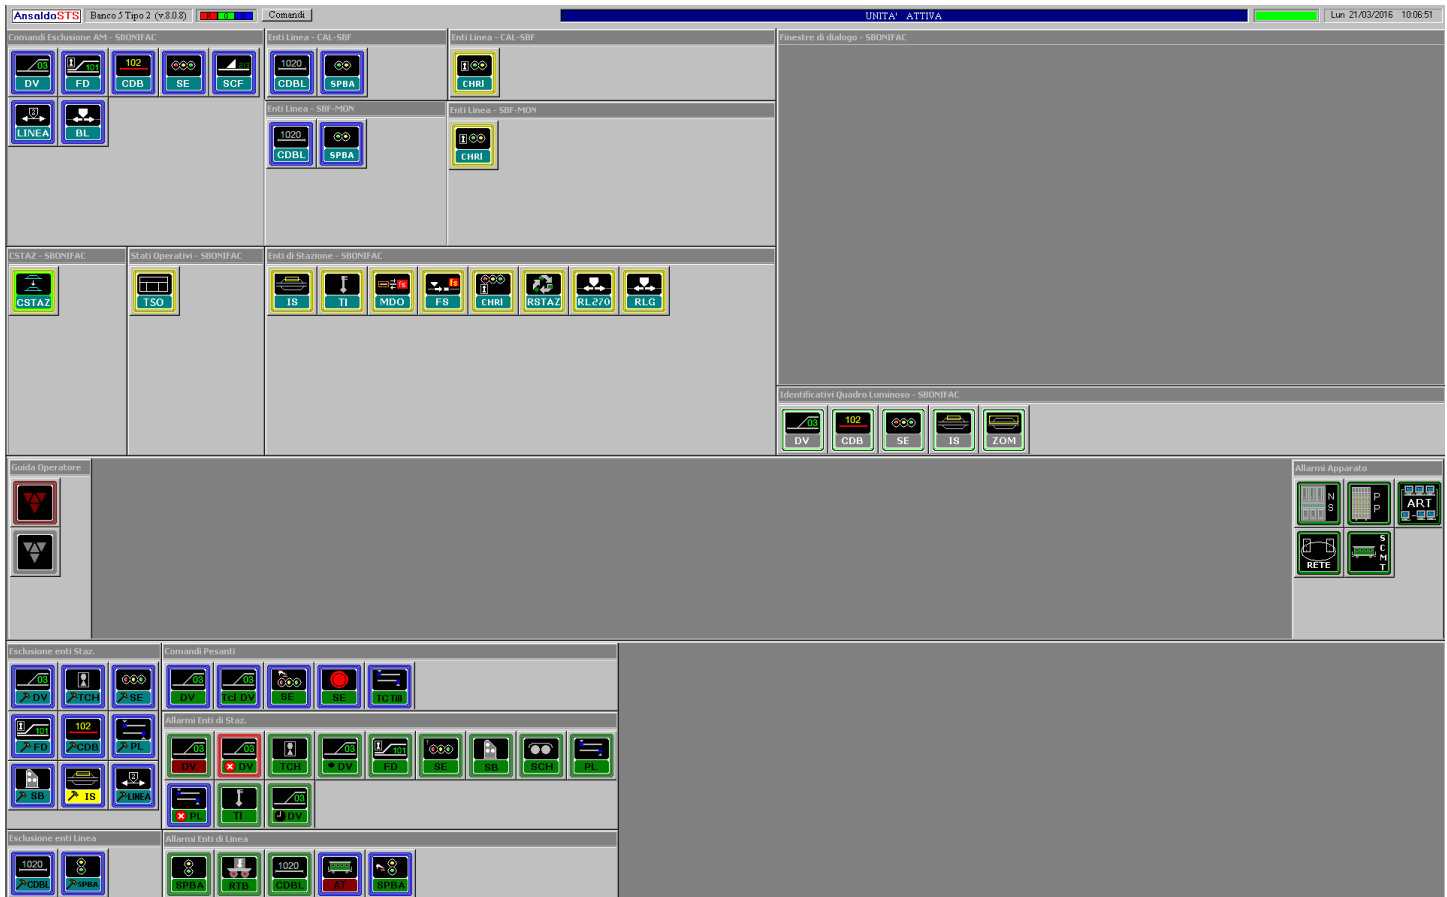 AnsaldoSTS Banco 5 Tipo 2 (v.8.0.8) R G B Comandi UNITA' ATTIVA Lun 21/03/2016 10:06:51
Comandi Esclusione AM - SBONIFAC
03 DV
101 FD
102 CDB
SE
213 SCF
LINEA
BL
Enti Linea - CAL-SBF
1020 CDBL
SPBA
Enti Linea - CAL-SBF
CHRI
Enti Linea - SBF-MON
1020 CDBL
SPBA
Enti Linea - SBF-MON
CHRI
Finestre di dialogo - SBONIFAC
CSTAZ - SBONIFAC
CSTAZ
Stati Operativi - SBONIFAC
TSO
Enti di Stazione - SBONIFAC
IS
TI
fs MDO
fs FS
CHRI
RSTAZ
RL270
RLG
Identificativi Quadro Luminoso - SBONIFAC
03 DV
102 CDB
SE
IS
ZOM
Guida Operatore
Allarmi Apparato
NS
PP
ART
RETE
SCMT
Esclusione enti Staz.
03 DV
TCH
SE
101 FD
102 CDB
PL
SB
IS
LINEA
Comandi Pesanti
03 DV
03 Tcl DV
SE
SE
TC Till
Allarmi Enti di Staz.
03 DV
03 DV
TCH
03 DV
101 FD
SE
SB
SCH
PL
PL
TI
03 DV
Esclusione enti Linea
1020 CDBL
SPBA
Allarmi Enti di Linea
SPBA
RTB
1020 CDBL
AT
SPBA